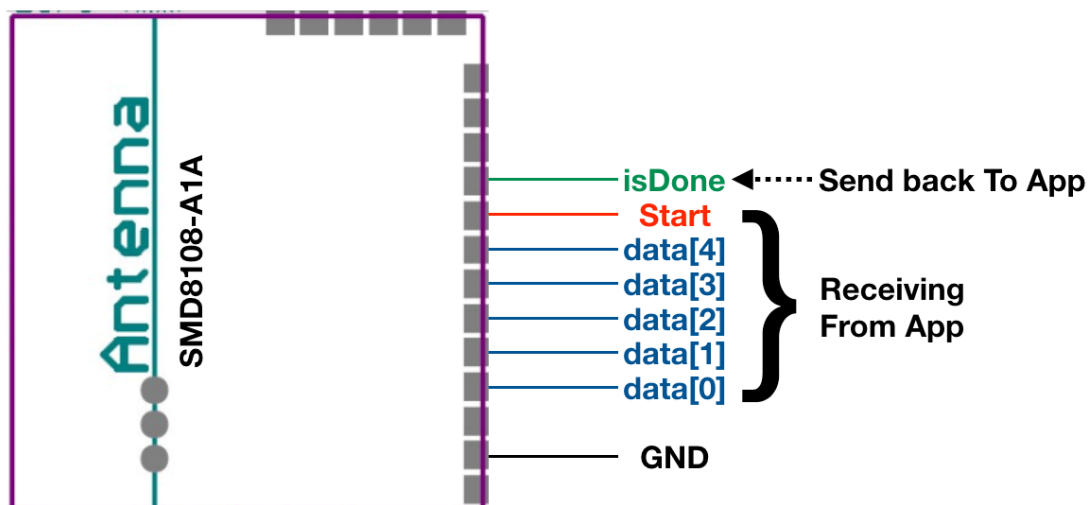 Antenna
SMD8108-A1A
isDone
Send back To App
Start
data[4]
data[3]
data[2]
data[1]
data[0]
Receiving
From App
GND